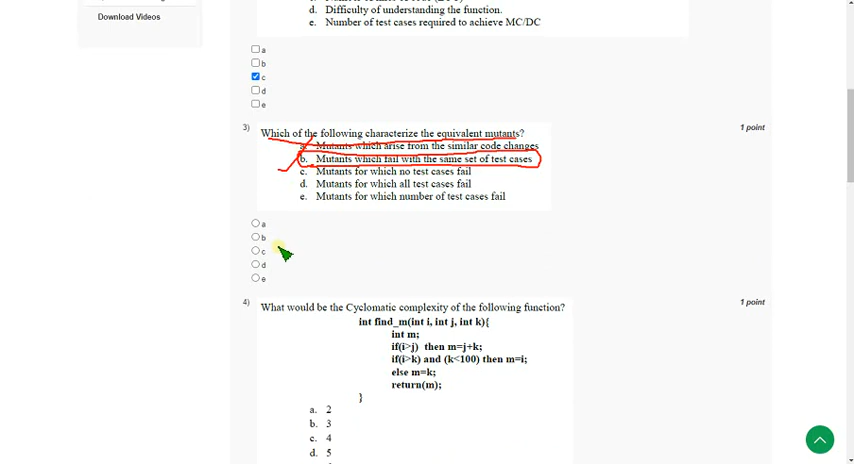 Download Videos
d. Difficulty of understanding the function.
e. Number of test cases required to achieve MC/DC
a
b
c
d
e
3) Which of the following characterize the equivalent mutants? 1 point
a. Mutants which arise from the similar code changes
b. Mutants which fail with the same set of test cases
c. Mutants for which no test cases fail
d. Mutants for which all test cases fail
e. Mutants for which number of test cases fail
a
b
c
d
e
4) What would be the Cyclomatic complexity of the following function? 1 point
int find_m(int i, int j, int k){
int m;
if(i>j) then m=j+k;
if(i>k) and (k<100) then m=i;
else m=k;
return(m);
}
a. 2
b. 3
c. 4
d. 5